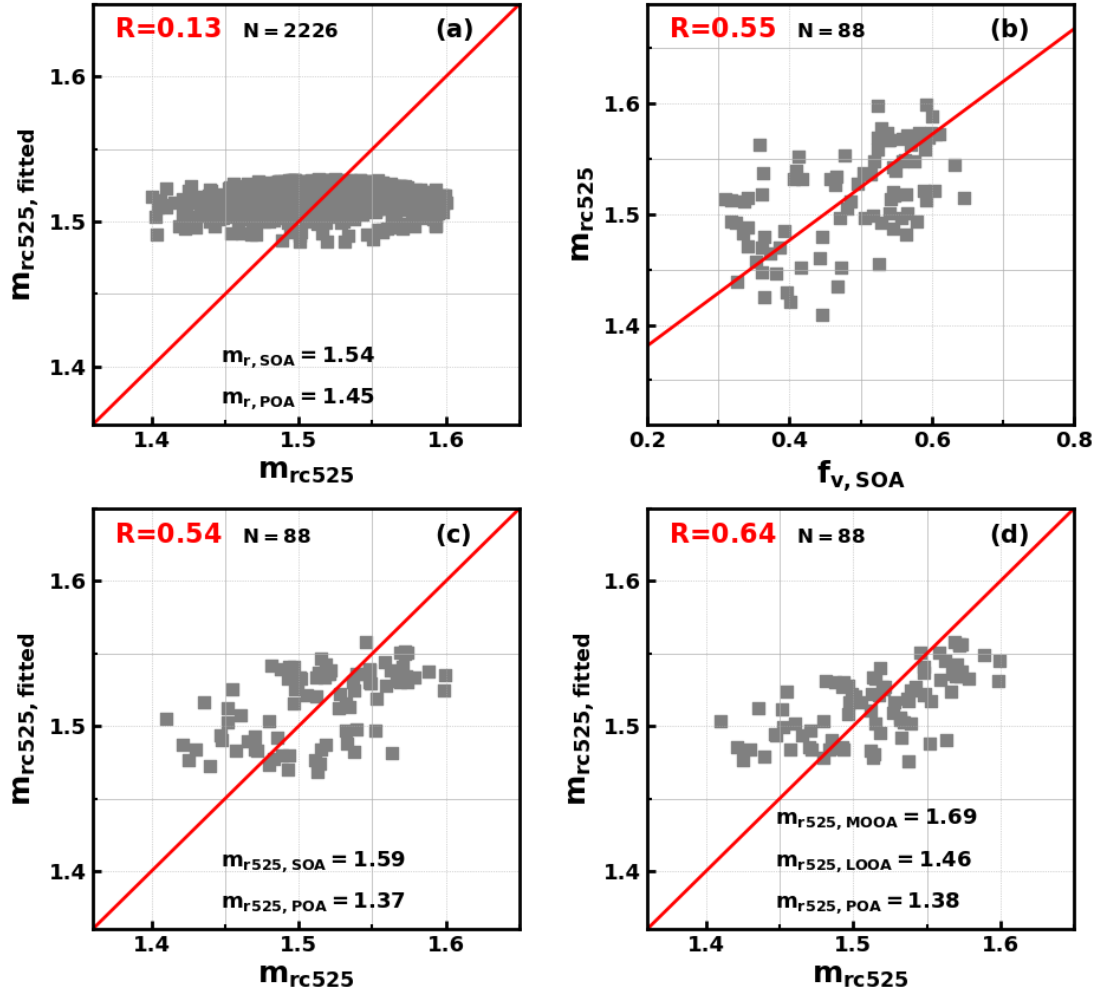 R=0.13 N = 2226 (a)
1.6
1.5
1.4
m_rc525, fitted
m_r, SOA = 1.54
m_r, POA = 1.45
1.4 1.5 1.6
m_rc525
R=0.55 N = 88 (b)
1.6
1.5
1.4
m_rc525
0.2 0.4 0.6 0.8
f_v, SOA
R=0.54 N = 88 (c)
1.6
1.5
1.4
m_rc525, fitted
m_r525, SOA = 1.59
m_r525, POA = 1.37
1.4 1.5 1.6
m_rc525
R=0.64 N = 88 (d)
1.6
1.5
1.4
m_rc525, fitted
m_r525, MOOA = 1.69
m_r525, LOOA = 1.46
m_r525, POA = 1.38
1.4 1.5 1.6
m_rc525